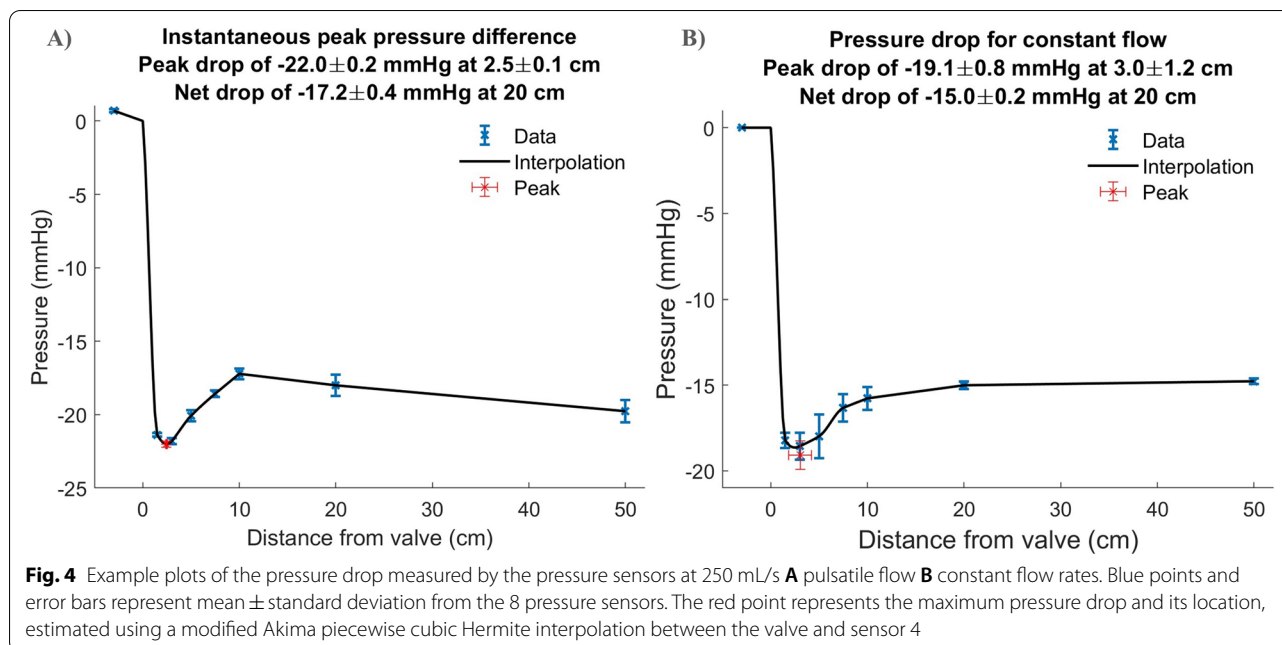 A)
Instantaneous peak pressure difference
Peak drop of -22.0±0.2 mmHg at 2.5±0.1 cm
Net drop of -17.2±0.4 mmHg at 20 cm
Data
Interpolation
Peak
0
-5
-10
-15
-20
-25
Pressure (mmHg)
0
10
20
30
40
50
Distance from valve (cm)
B)
Pressure drop for constant flow
Peak drop of -19.1±0.8 mmHg at 3.0±1.2 cm
Net drop of -15.0±0.2 mmHg at 20 cm
Data
Interpolation
Peak
0
-5
-10
-15
-20
Pressure (mmHg)
0
10
20
30
40
50
Distance from valve (cm)
Fig. 4 Example plots of the pressure drop measured by the pressure sensors at 250 mL/s A pulsatile flow B constant flow rates. Blue points and
error bars represent mean ± standard deviation from the 8 pressure sensors. The red point represents the maximum pressure drop and its location,
estimated using a modified Akima piecewise cubic Hermite interpolation between the valve and sensor 4